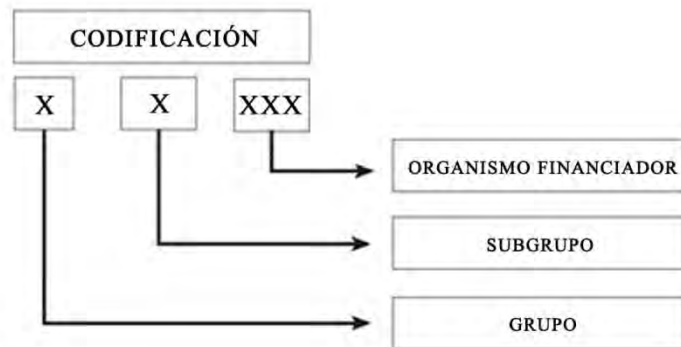 CODIFICACIÓN
X X XXX
ORGANISMO FINANCIADOR
SUBGRUPO
GRUPO